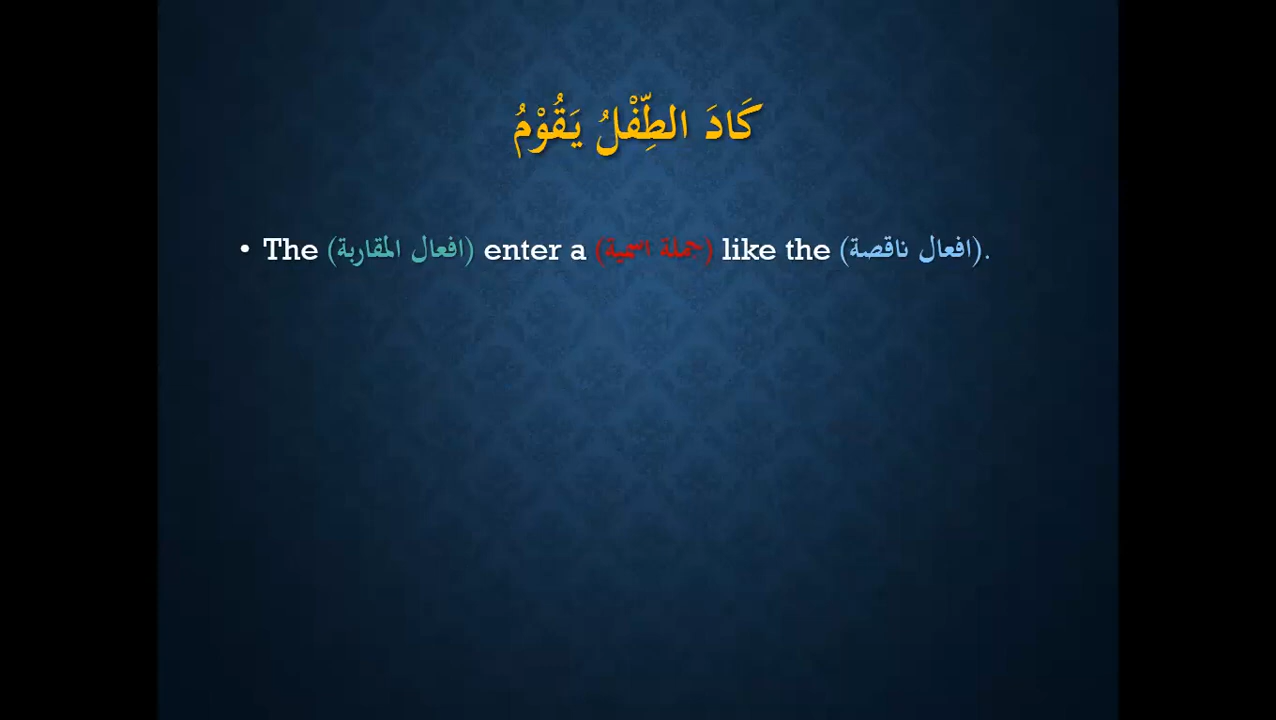 كَادَ الطِّفْلُ يَقُوْمُ
• The (افعال المقاربة) enter a (جملة اسمية) like the (افعال ناقصة).